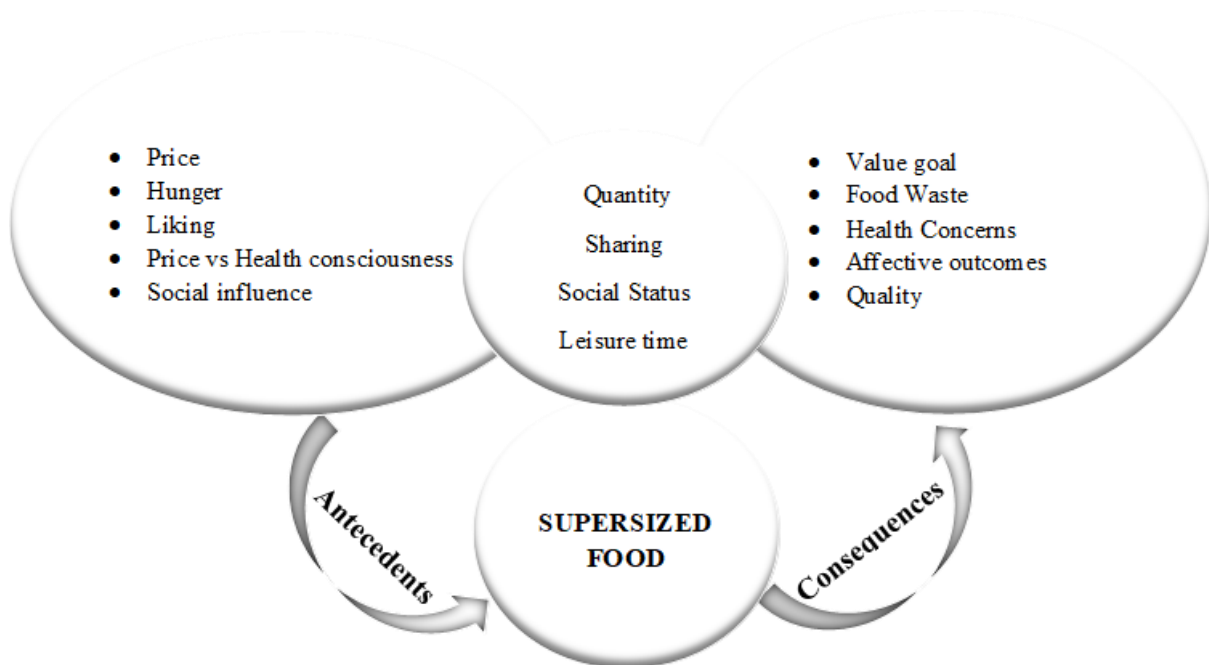 • Price
• Hunger
• Liking
• Price vs Health consciousness
• Social influence
Quantity
Sharing
Social Status
Leisure time
• Value goal
• Food Waste
• Health Concerns
• Affective outcomes
• Quality
Antecedents
SUPERSIZED
FOOD
Consequences